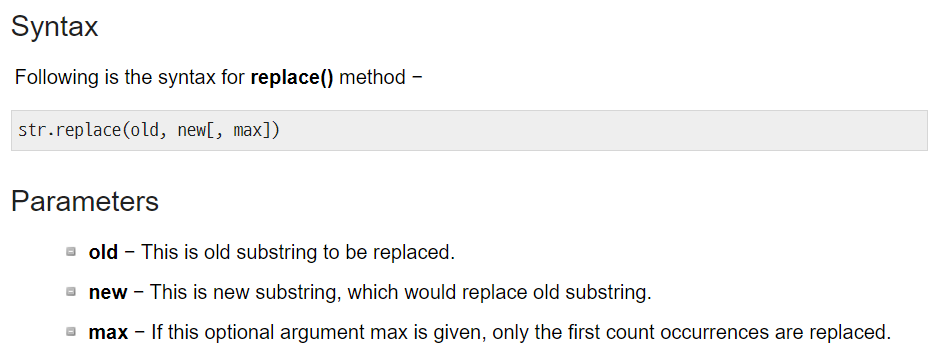 Syntax
Following is the syntax for replace() method −
str.replace(old, new[, max])
Parameters
old − This is old substring to be replaced.
new − This is new substring, which would replace old substring.
max − If this optional argument max is given, only the first count occurrences are replaced.